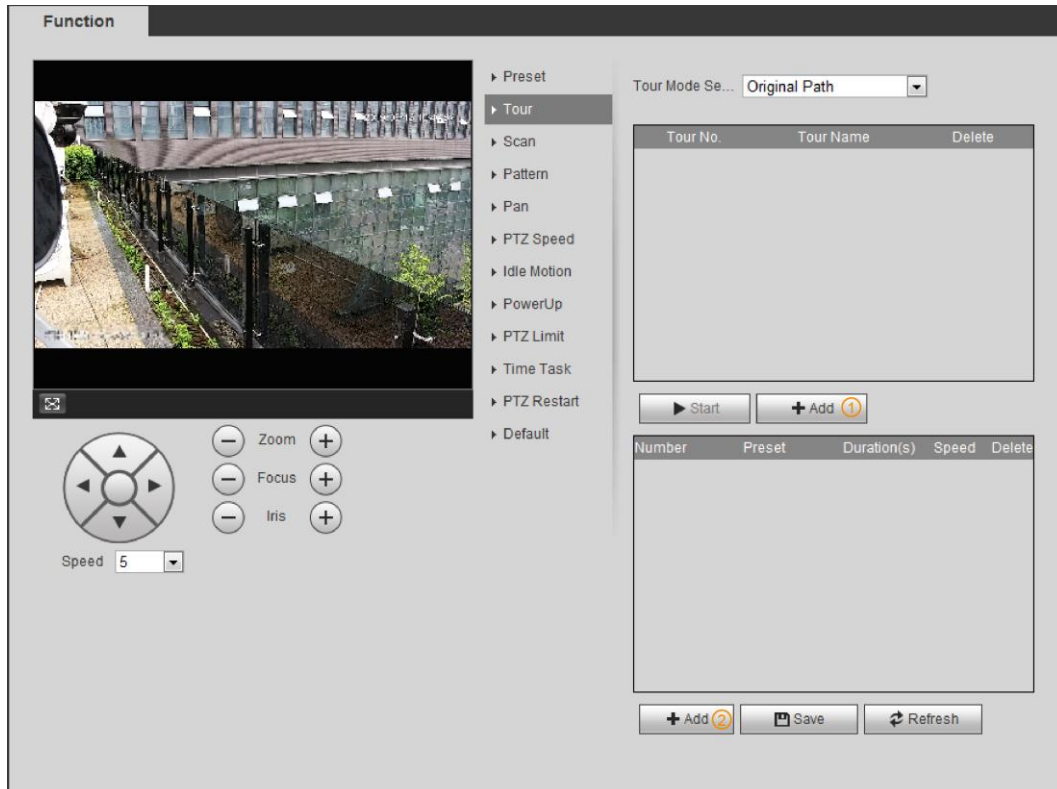 Function
Preset
Tour
Scan
Pattern
Pan
PTZ Speed
Idle Motion
PowerUp
PTZ Limit
Time Task
PTZ Restart
Default
Zoom
Focus
Iris
Speed 5
Tour Mode Se... Original Path
Tour No. Tour Name Delete
Start Add 1
Number Preset Duration(s) Speed Delete
Add 2 Save Refresh